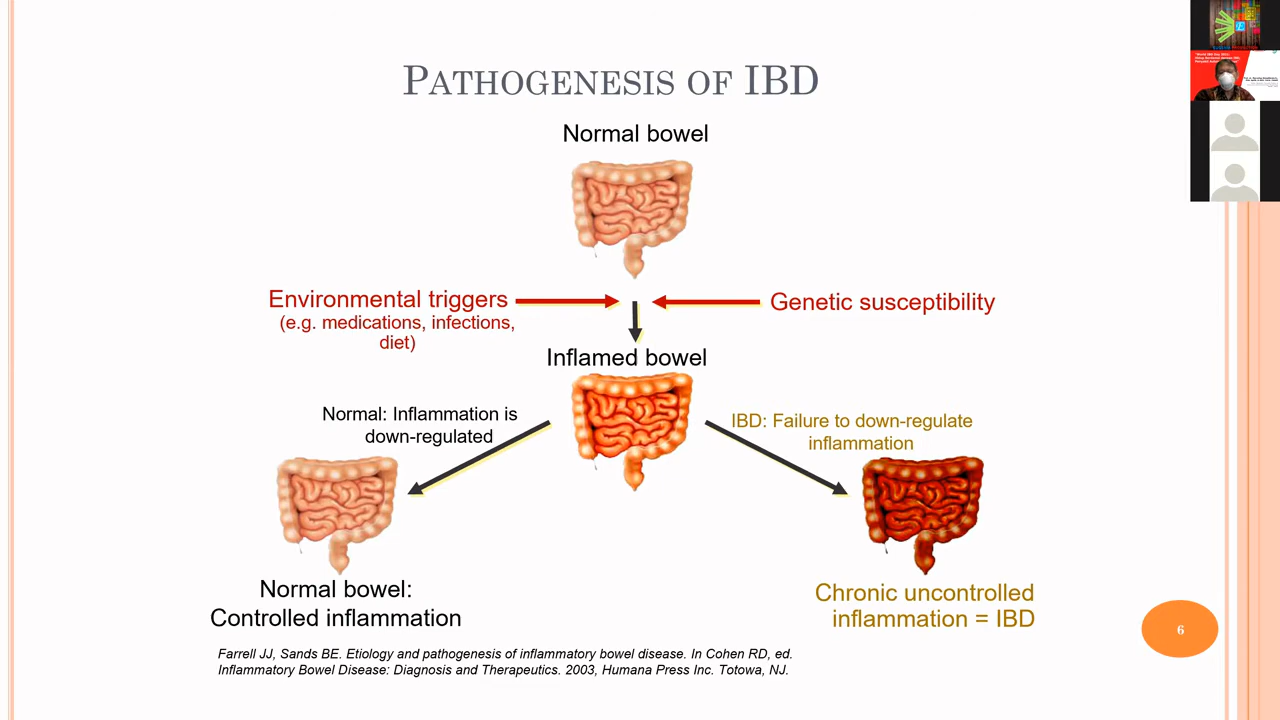 PATHOGENESIS OF IBD
Normal bowel
Environmental triggers
(e.g. medications, infections,
diet)
Genetic susceptibility
Inflamed bowel
Normal: Inflammation is
down-regulated
IBD: Failure to down-regulate
inflammation
Normal bowel:
Controlled inflammation
Chronic uncontrolled
inflammation = IBD
6
Farrell JJ, Sands BE. Etiology and pathogenesis of inflammatory bowel disease. In Cohen RD, ed.
Inflammatory Bowel Disease: Diagnosis and Therapeutics. 2003, Humana Press Inc. Totowa, NJ.